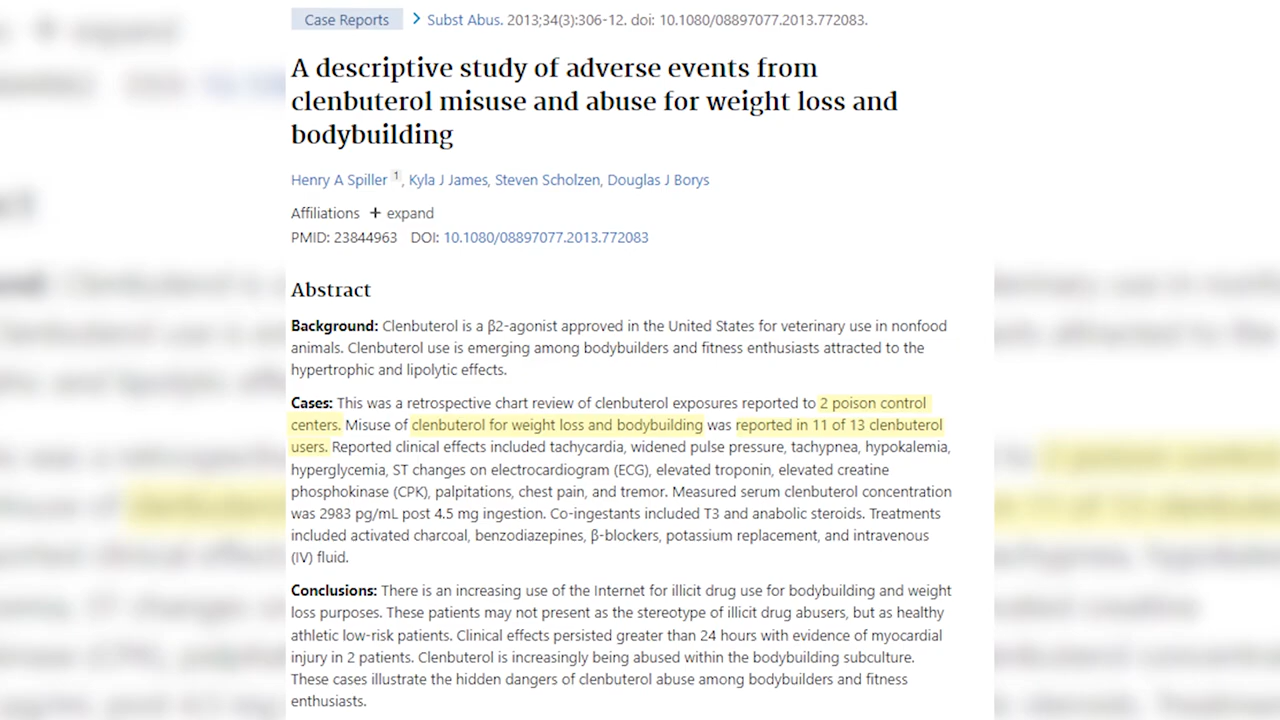 Case Reports > Subst Abus. 2013;34(3):306-12. doi: 10.1080/08897077.2013.772083.
A descriptive study of adverse events from
clenbuterol misuse and abuse for weight loss and
bodybuilding
Henry A Spiller 1, Kyla J James, Steven Scholzen, Douglas J Borys
Affiliations + expand
PMID: 23844963 DOI: 10.1080/08897077.2013.772083
Abstract
Background: Clenbuterol is a β2-agonist approved in the United States for veterinary use in nonfood
animals. Clenbuterol use is emerging among bodybuilders and fitness enthusiasts attracted to the
hypertrophic and lipolytic effects.
Cases: This was a retrospective chart review of clenbuterol exposures reported to 2 poison control
centers. Misuse of clenbuterol for weight loss and bodybuilding was reported in 11 of 13 clenbuterol
users. Reported clinical effects included tachycardia, widened pulse pressure, tachypnea, hypokalemia,
hyperglycemia, ST changes on electrocardiogram (ECG), elevated troponin, elevated creatine
phosphokinase (CPK), palpitations, chest pain, and tremor. Measured serum clenbuterol concentration
was 2983 pg/mL post 4.5 mg ingestion. Co-ingestants included T3 and anabolic steroids. Treatments
included activated charcoal, benzodiazepines, β-blockers, potassium replacement, and intravenous
(IV) fluid.
Conclusions: There is an increasing use of the Internet for illicit drug use for bodybuilding and weight
loss purposes. These patients may not present as the stereotype of illicit drug abusers, but as healthy
athletic low-risk patients. Clinical effects persisted greater than 24 hours with evidence of myocardial
injury in 2 patients. Clenbuterol is increasingly being abused within the bodybuilding subculture.
These cases illustrate the hidden dangers of clenbuterol abuse among bodybuilders and fitness
enthusiasts.